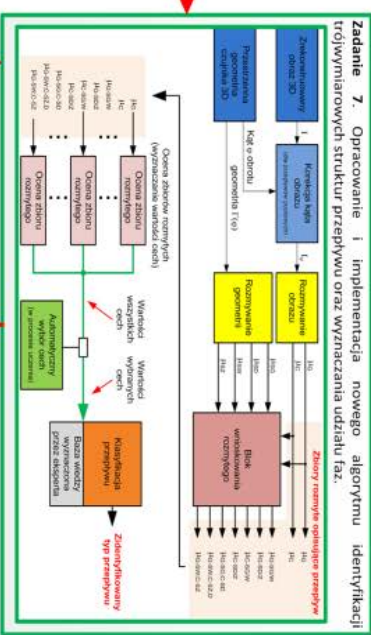 Zadanie 7. Opracowanie i implementacja nowego algorytmu identyfikacji
trójwymiarowych struktur przepływu oraz wyznaczania udziału faz.
Zrekonstruowany
obraz 3D
Przestrzenna
geometria
czujnika 3D
I
Korekcja kąta
obrazu
Kąt φ obrotu
geometria Γ(φ)
Rozmywanie
obrazu
Rozmywanie
geometrii
Blok
wnioskowania
rozmytego
Zbiory rozmyte opisujące przepływ
Ocena zbiorów rozmytych
(wyznaczanie wartości cech)
Ocena zbioru
rozmytego
Ocena zbioru
rozmytego
Ocena zbioru
rozmytego
Wartości
wszystkich
cech
Wartości
wybranych
cech
Automatyczny
wybór cech
(w procesie uczenia)
Klasyfikacja
przepływu
Baza wiedzy
wyznaczona
przez eksperta
Zidentyfikowany
typ przepływu